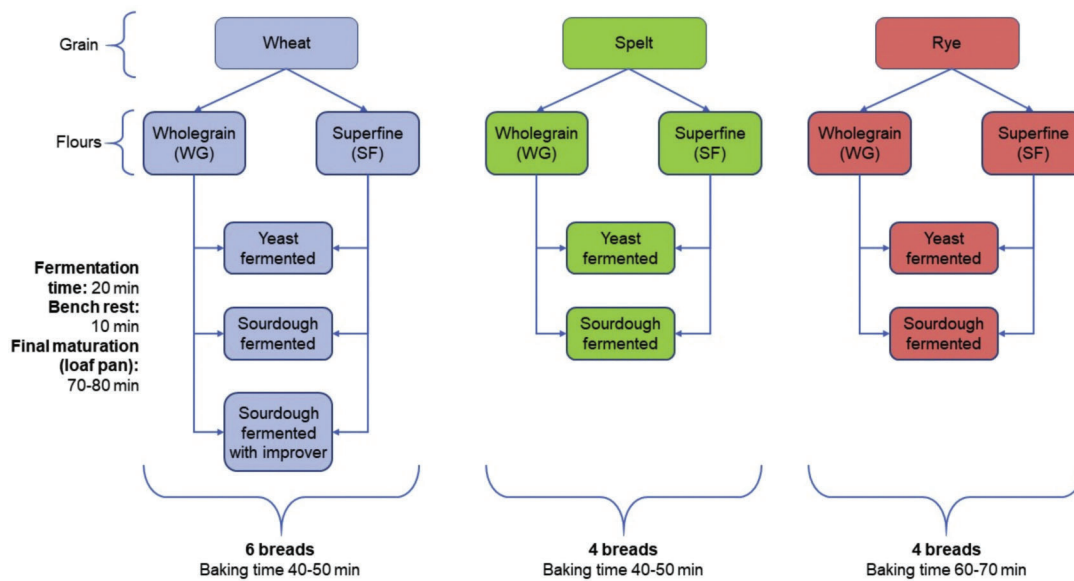 Grain
Wheat
Spelt
Rye
Flours
Wholegrain
(WG)
Superfine
(SF)
Wholegrain
(WG)
Superfine
(SF)
Wholegrain
(WG)
Superfine
(SF)
Fermentation
time: 20 min
Bench rest:
10 min
Final maturation
(loaf pan):
70-80 min
Yeast
fermented
Sourdough
fermented
Sourdough
fermented
with improver
Yeast
fermented
Sourdough
fermented
Yeast
fermented
Sourdough
fermented
6 breads
Baking time 40-50 min
4 breads
Baking time 40-50 min
4 breads
Baking time 60-70 min